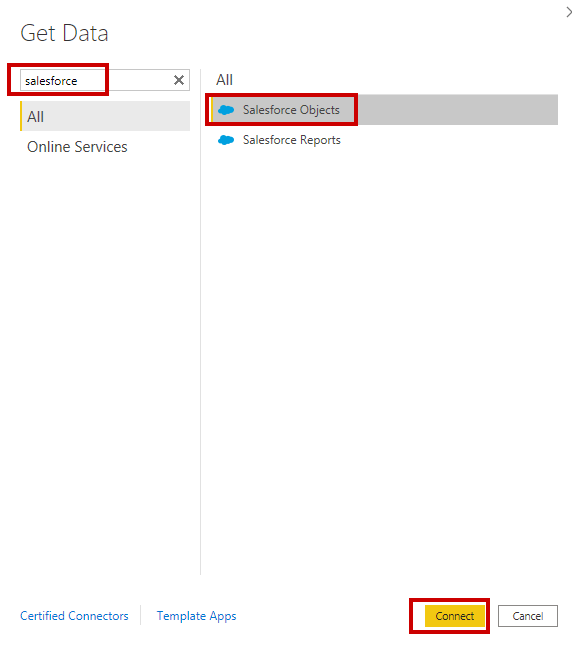 Get Data
salesforce
All
Online Services
All
Salesforce Objects
Salesforce Reports
Certified Connectors
Template Apps
Connect
Cancel